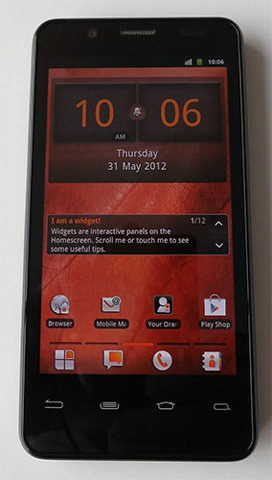 10:06
10 06
AM
Thursday
31 May 2012
I am a widget! 1/12
Widgets are interactive panels on the
Homescreen. Scroll me or touch me to see
some useful tips.
Browser Mobile Ma Your Oran Play Shop